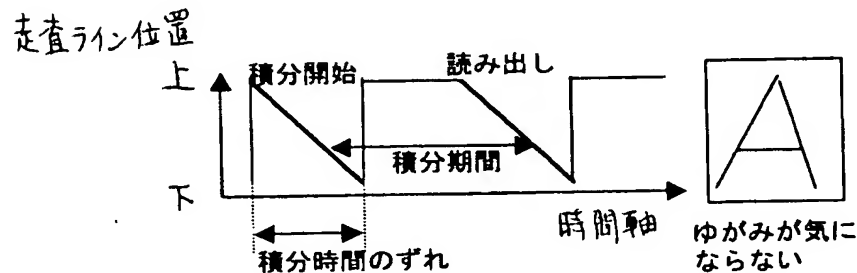 走査ライン位置
上
積分開始
読み出し
積分期間
下
時間軸
積分時間のずれ
A
ゆがみが気に
ならない